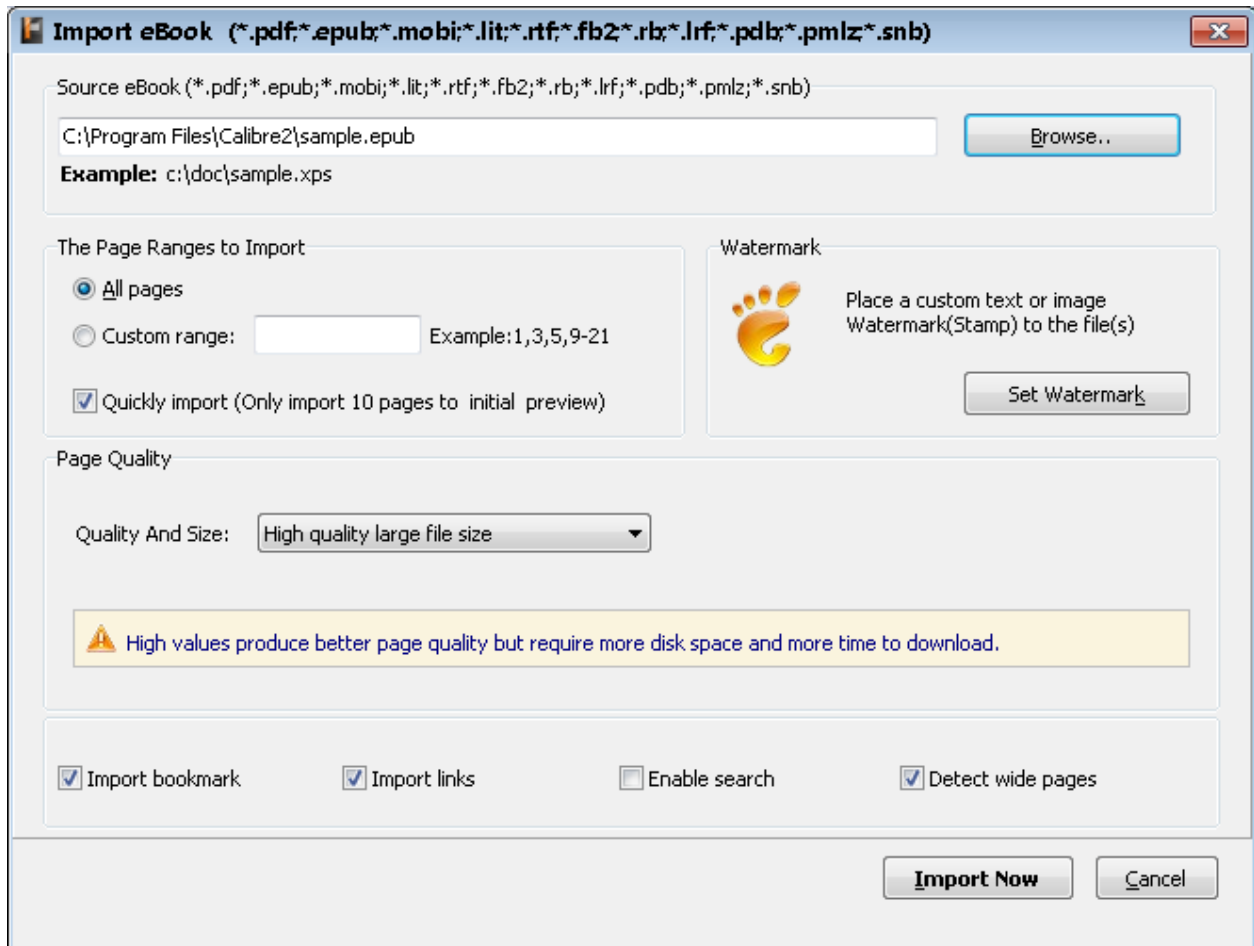 Import eBook (*.pdf;*.epub;*.mobi;*.lit;*.rtf;*.fb2;*.rb;*.lrf;*.pdb;*.pmlz;*.snb)
Source eBook (*.pdf;*.epub;*.mobi;*.lit;*.rtf;*.fb2;*.rb;*.lrf;*.pdb;*.pmlz;*.snb)
C:\Program Files\Calibre2\sample.epub
Browse..
Example: c:\doc\sample.xps
The Page Ranges to Import
All pages
Custom range: Example:1,3,5,9-21
Quickly import (Only import 10 pages to initial preview)
Watermark
Place a custom text or image
Watermark(Stamp) to the file(s)
Set Watermark
Page Quality
Quality And Size: High quality large file size
High values produce better page quality but require more disk space and more time to download.
Import bookmark Import links Enable search Detect wide pages
Import Now Cancel